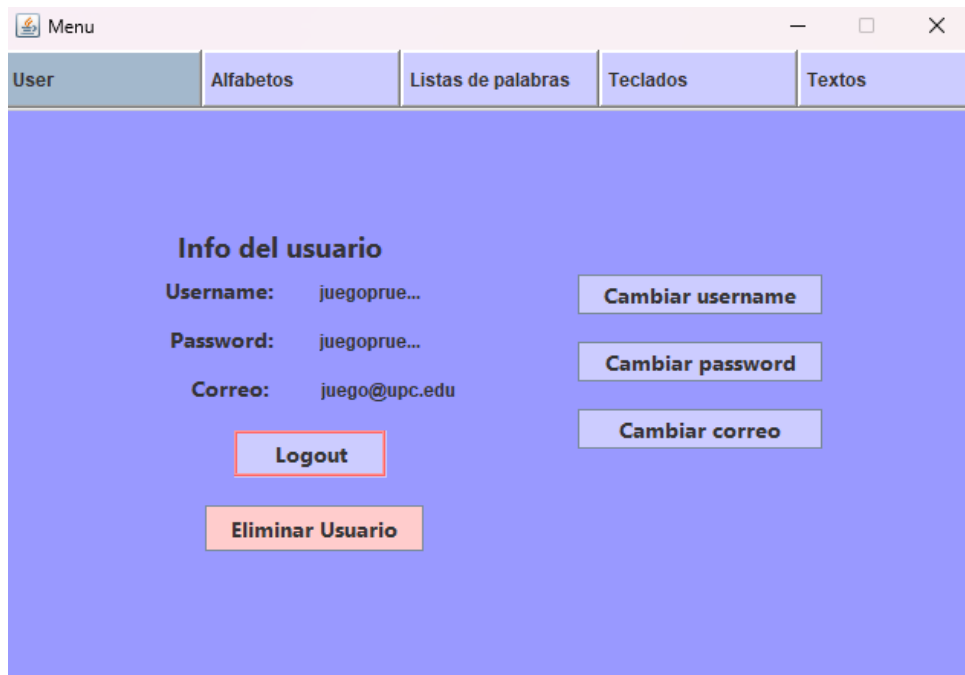 Menu
User Alfabetos Listas de palabras Teclados Textos
Info del usuario
Username: juegoprue...
Password: juegoprue...
Correo: juego@upc.edu
Logout
Eliminar Usuario
Cambiar username
Cambiar password
Cambiar correo